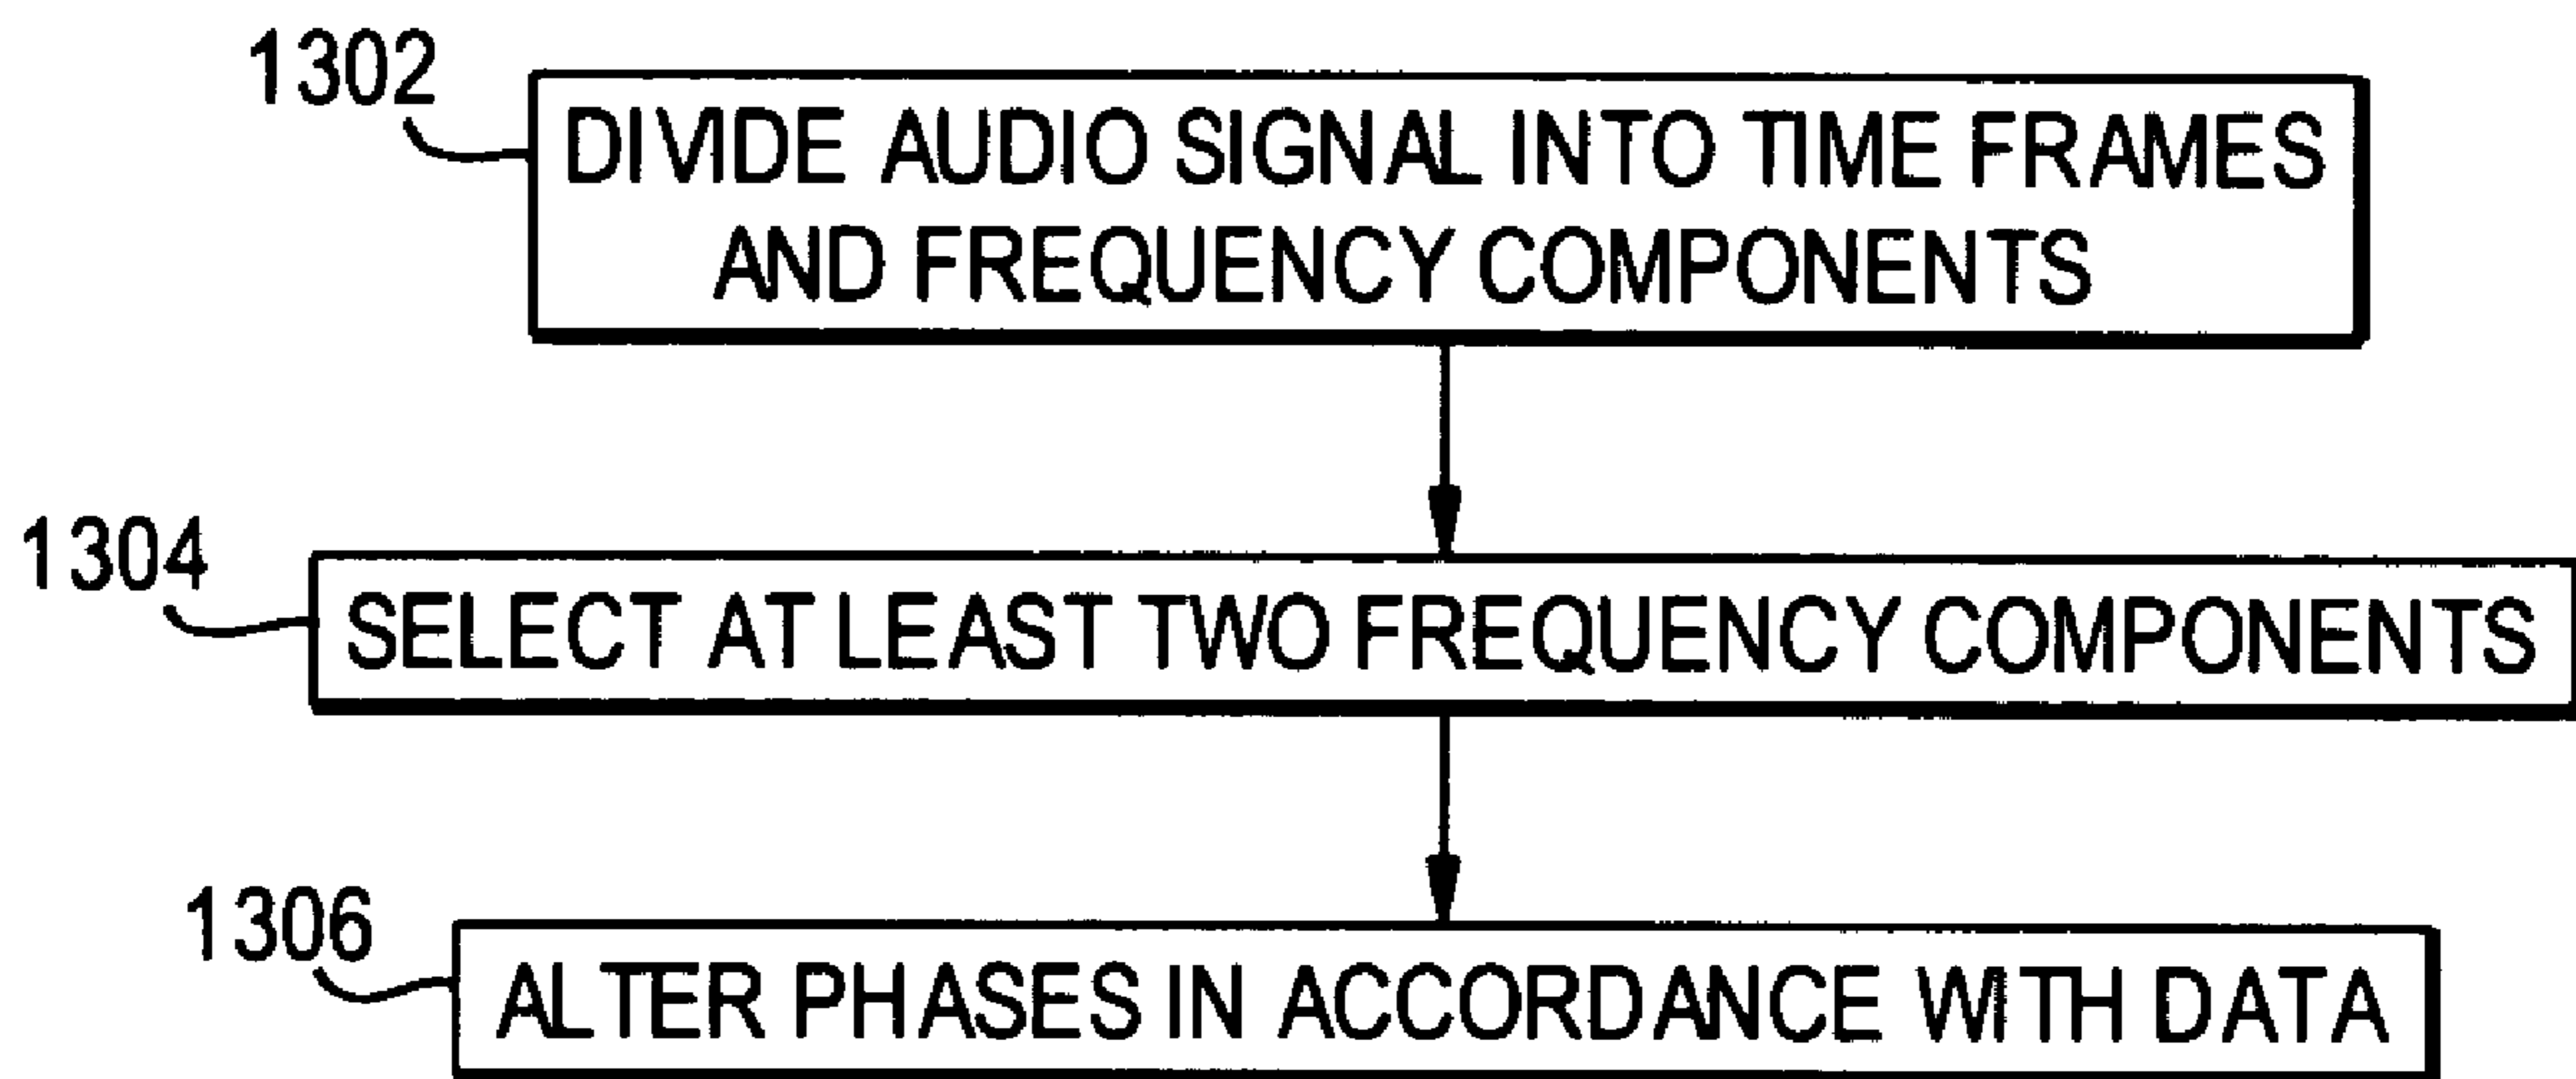 1302
DIVIDE AUDIO SIGNAL INTO TIME FRAMES
AND FREQUENCY COMPONENTS
1304
SELECT AT LEAST TWO FREQUENCY COMPONENTS
1306
ALTER PHASES IN ACCORDANCE WITH DATA